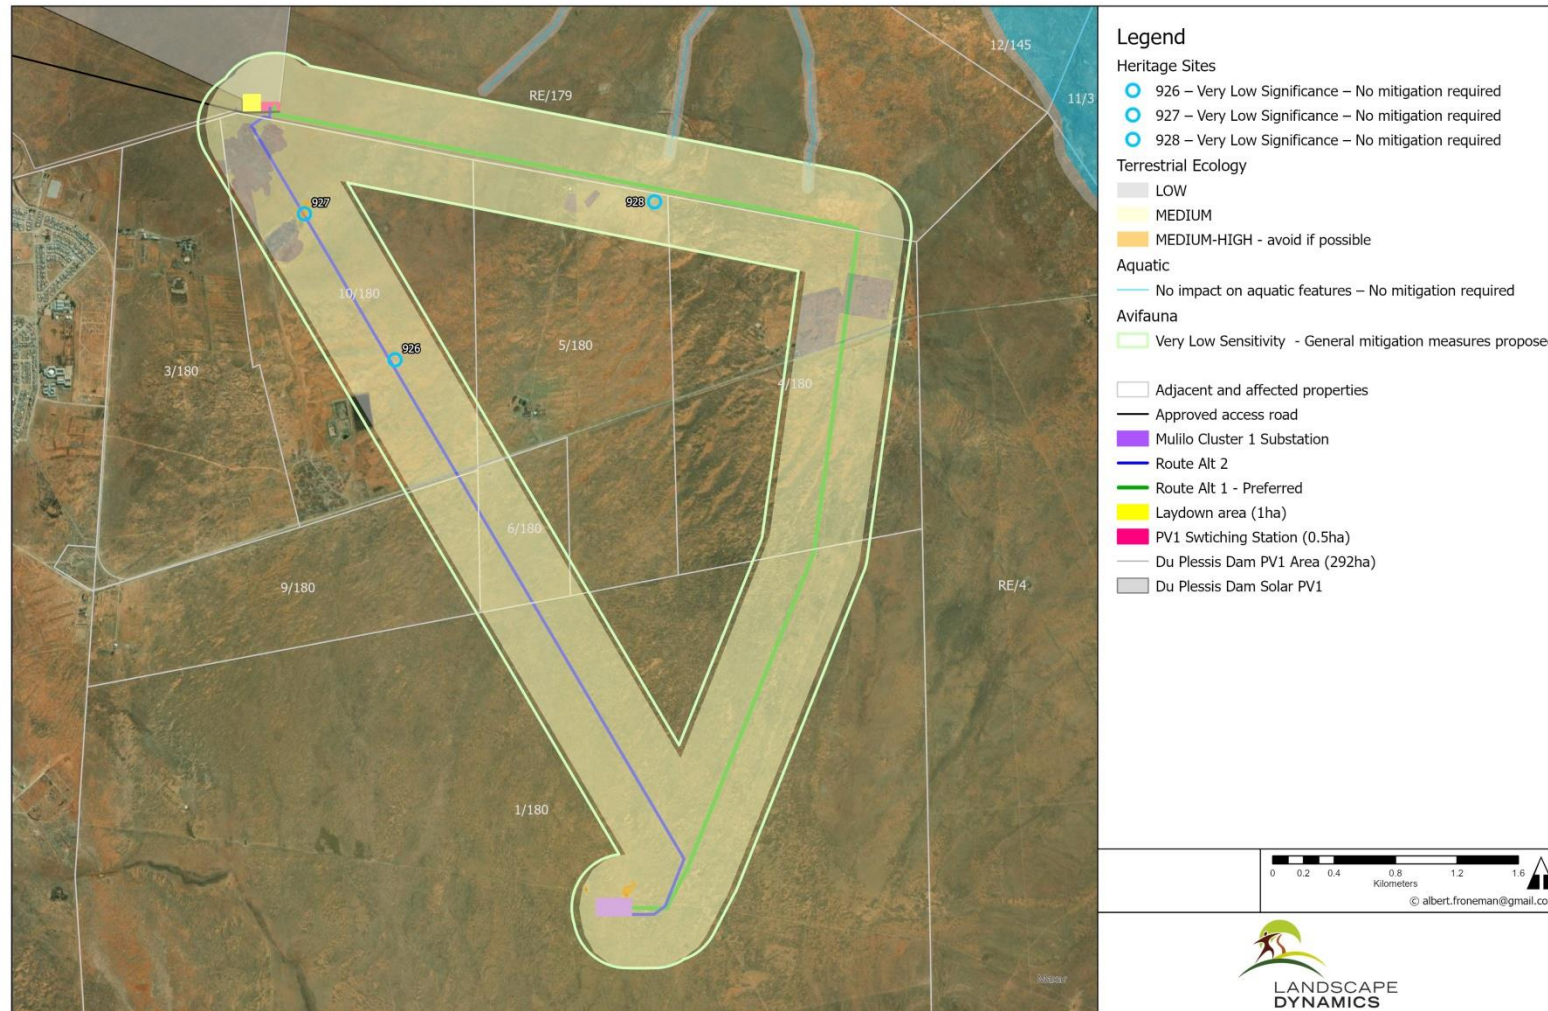 12/145
11/3
RE/179
928
927
10/180
926
5/180
3/180
4/180
6/180
9/180
RE/4
1/180
Maxar
Legend
Heritage Sites
926 – Very Low Significance – No mitigation required
927 – Very Low Significance – No mitigation required
928 – Very Low Significance – No mitigation required
Terrestrial Ecology
LOW
MEDIUM
MEDIUM-HIGH - avoid if possible
Aquatic
No impact on aquatic features – No mitigation required
Avifauna
Very Low Sensitivity - General mitigation measures propose
Adjacent and affected properties
Approved access road
Mulilo Cluster 1 Substation
Route Alt 2
Route Alt 1 - Preferred
Laydown area (1ha)
PV1 Swtiching Station (0.5ha)
Du Plessis Dam PV1 Area (292ha)
Du Plessis Dam Solar PV1
0 0.2 0.4 0.8 1.2 1.6
Kilometers
© albert.froneman@gmail.co
LANDSCAPE
DYNAMICS